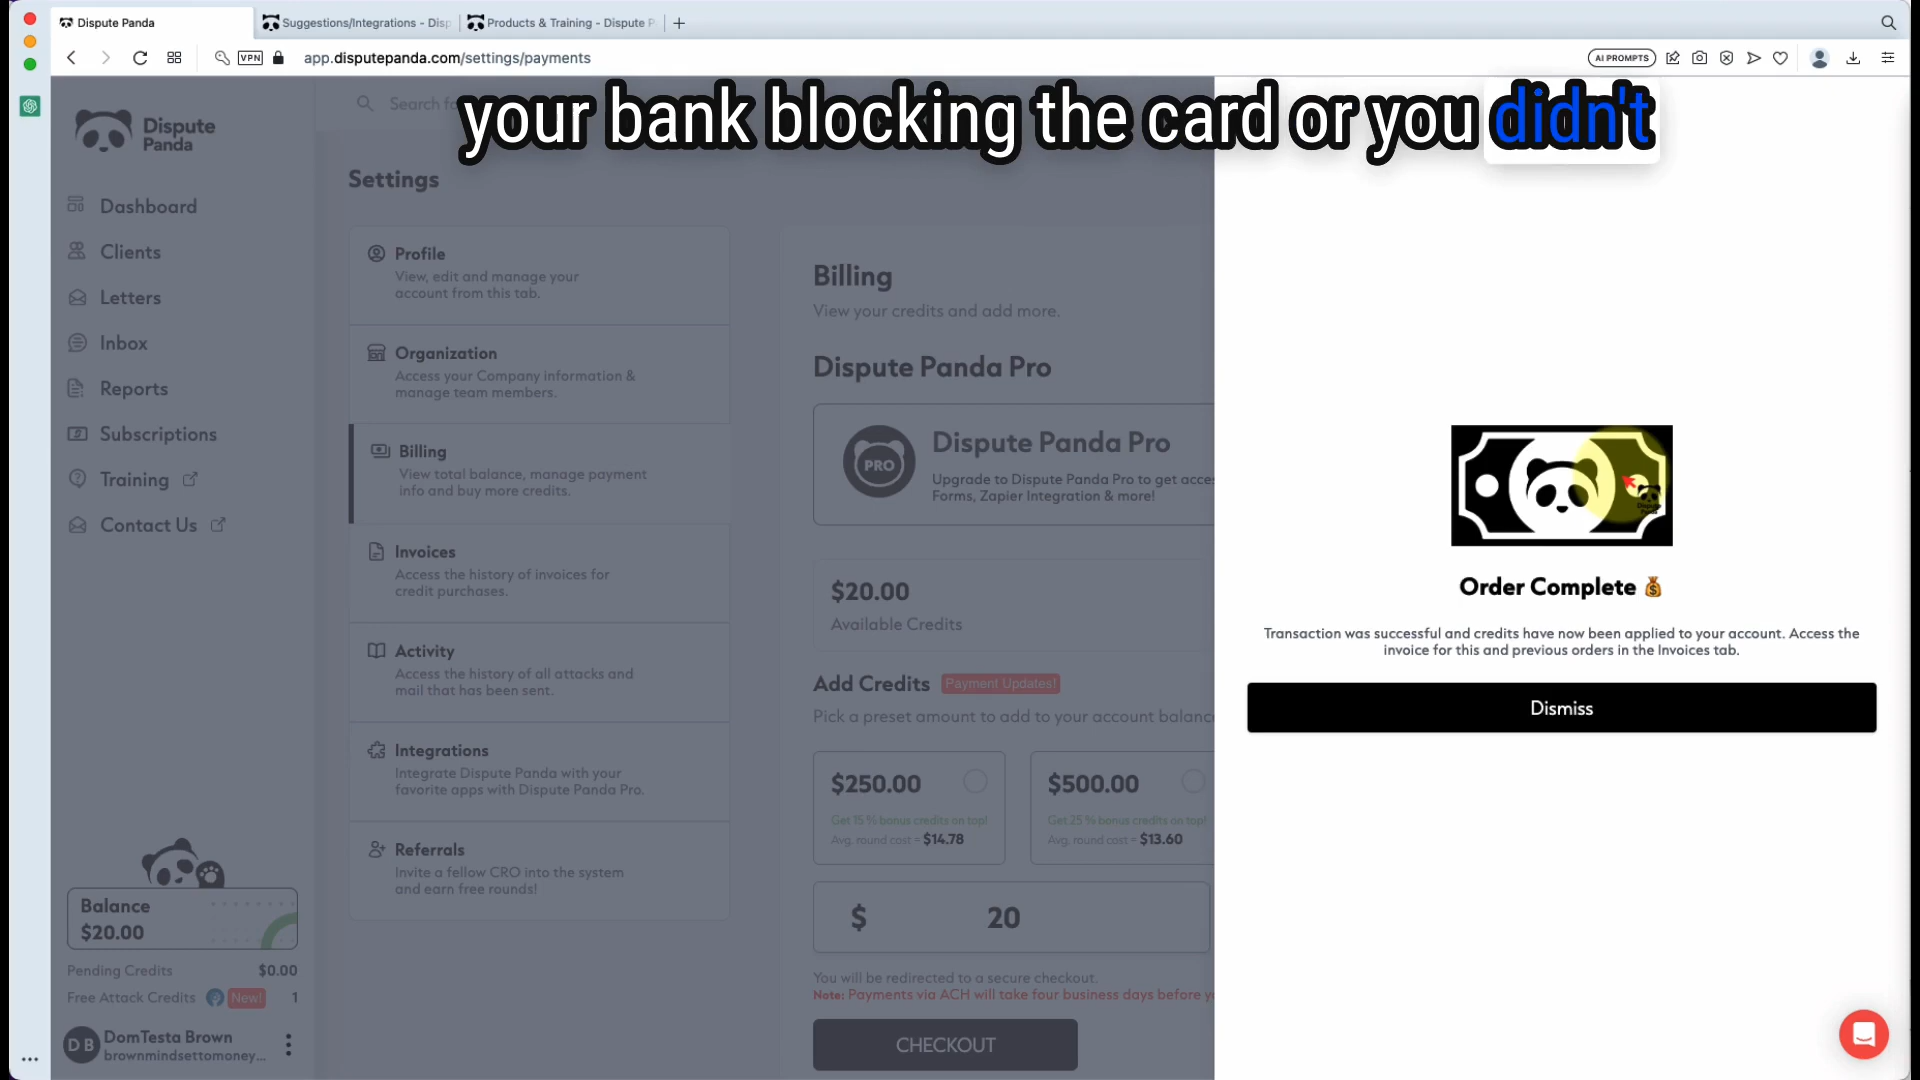 Dispute Panda
Suggestions/Integrations - Disp
Products & Training - Dispute P
VPN
app.disputepanda.com/settings/payments
AI PROMPTS
Search fo
your bank blocking the card or you didn't
Dispute
Panda
Dashboard
Clients
Letters
Inbox
Reports
Subscriptions
Training
Contact Us
Balance
$20.00
Pending Credits $0.00
Free Attack Credits New! 1
D B
DomTesta Brown
brownmindsettomoney...
Settings
Profile
View, edit and manage your
account from this tab.
Organization
Access your Company information &
manage team members.
Billing
View total balance, manage payment
info and buy more credits.
Invoices
Access the history of invoices for
credit purchases.
Activity
Access the history of all attacks and
mail that has been sent.
Integrations
Integrate Dispute Panda with your
favorite apps with Dispute Panda Pro.
Referrals
Invite a fellow CRO into the system
and earn free rounds!
Billing
View your credits and add more.
Dispute Panda Pro
PRO
Dispute Panda Pro
Upgrade to Dispute Panda Pro to get acce
Forms, Zapier Integration & more!
$20.00
Available Credits
Add Credits Payment Updates!
Pick a preset amount to add to your account balanc
$250.00
Get 15 % bonus credits on top!
Avg. round cost = $14.78
$500.00
Get 25 % bonus credits on top!
Avg. round cost = $13.60
$ 20
You will be redirected to a secure checkout.
Note: Payments via ACH will take four business days before y
CHECKOUT
Order Complete 💰
Transaction was successful and credits have now been applied to your account. Access the
invoice for this and previous orders in the Invoices tab.
Dismiss